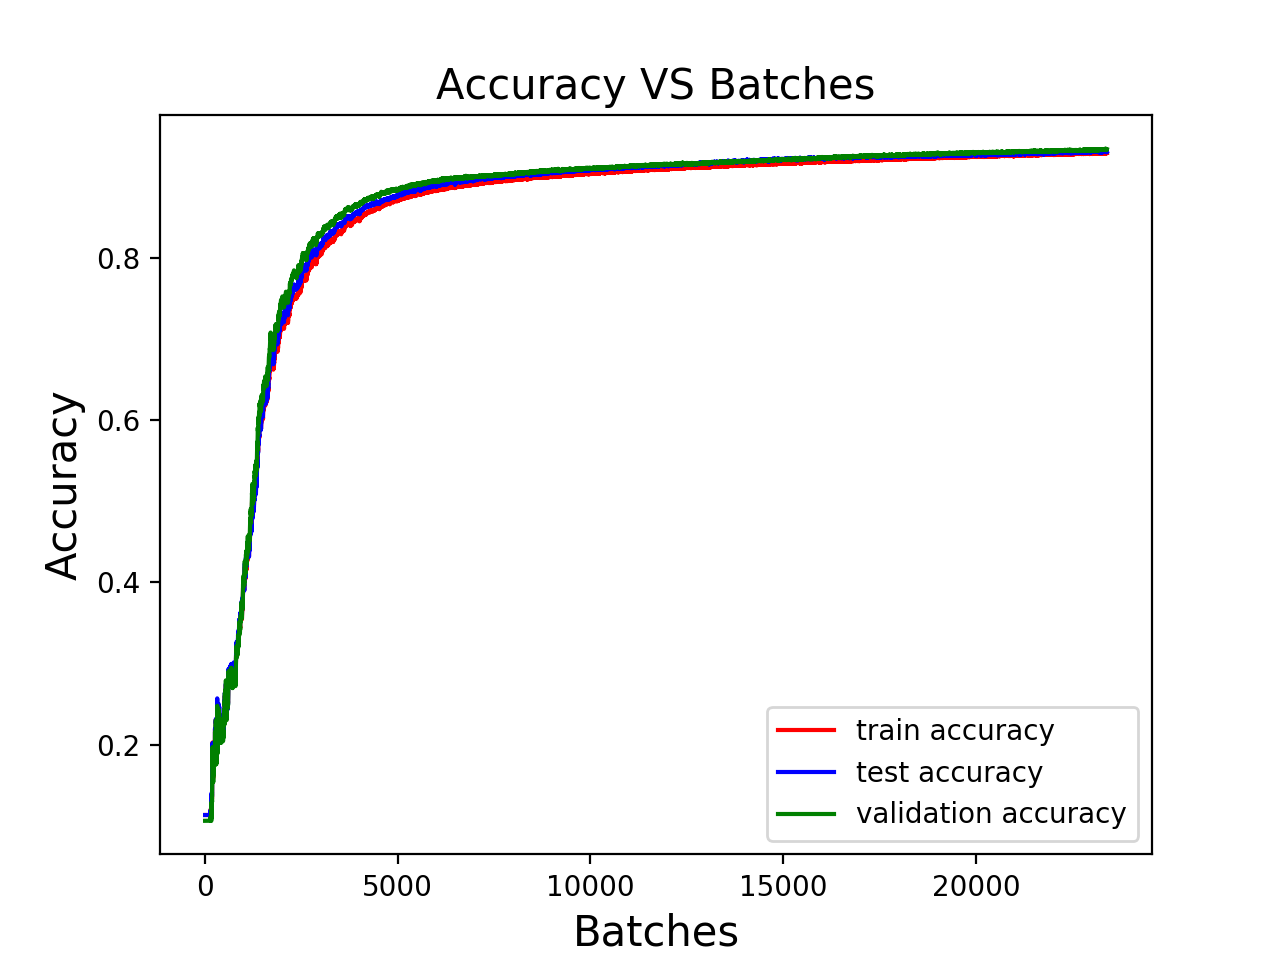 Accuracy VS Batches
Accuracy
0.8
0.6
0.4
0.2
train accuracy
test accuracy
validation accuracy
0 5000 10000 15000 20000
Batches